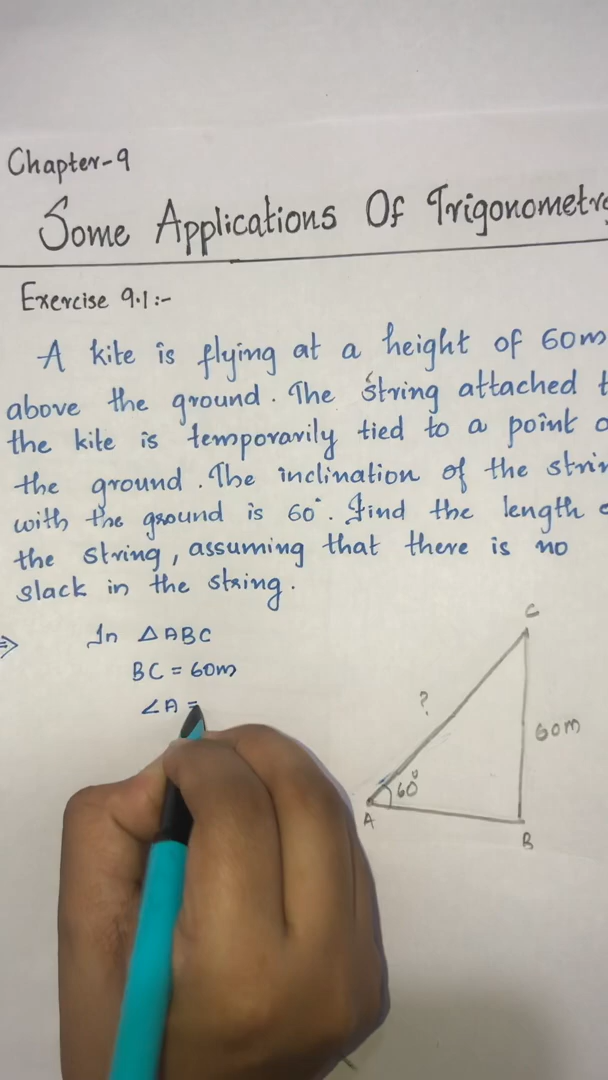 Chapter-9
Some Applications Of Trigonometry
Exercise 9.1:-
A kite is flying at a height of 60m
above the ground. The string attached t
the kite is temporarily tied to a point o
the ground. The inclination of the strin
with the ground is 60°. Find the length
the string, assuming that there is no
slack in the string.
⇒ In △ABC
BC = 60m
∠A =
C
?
60m
60°
A
B